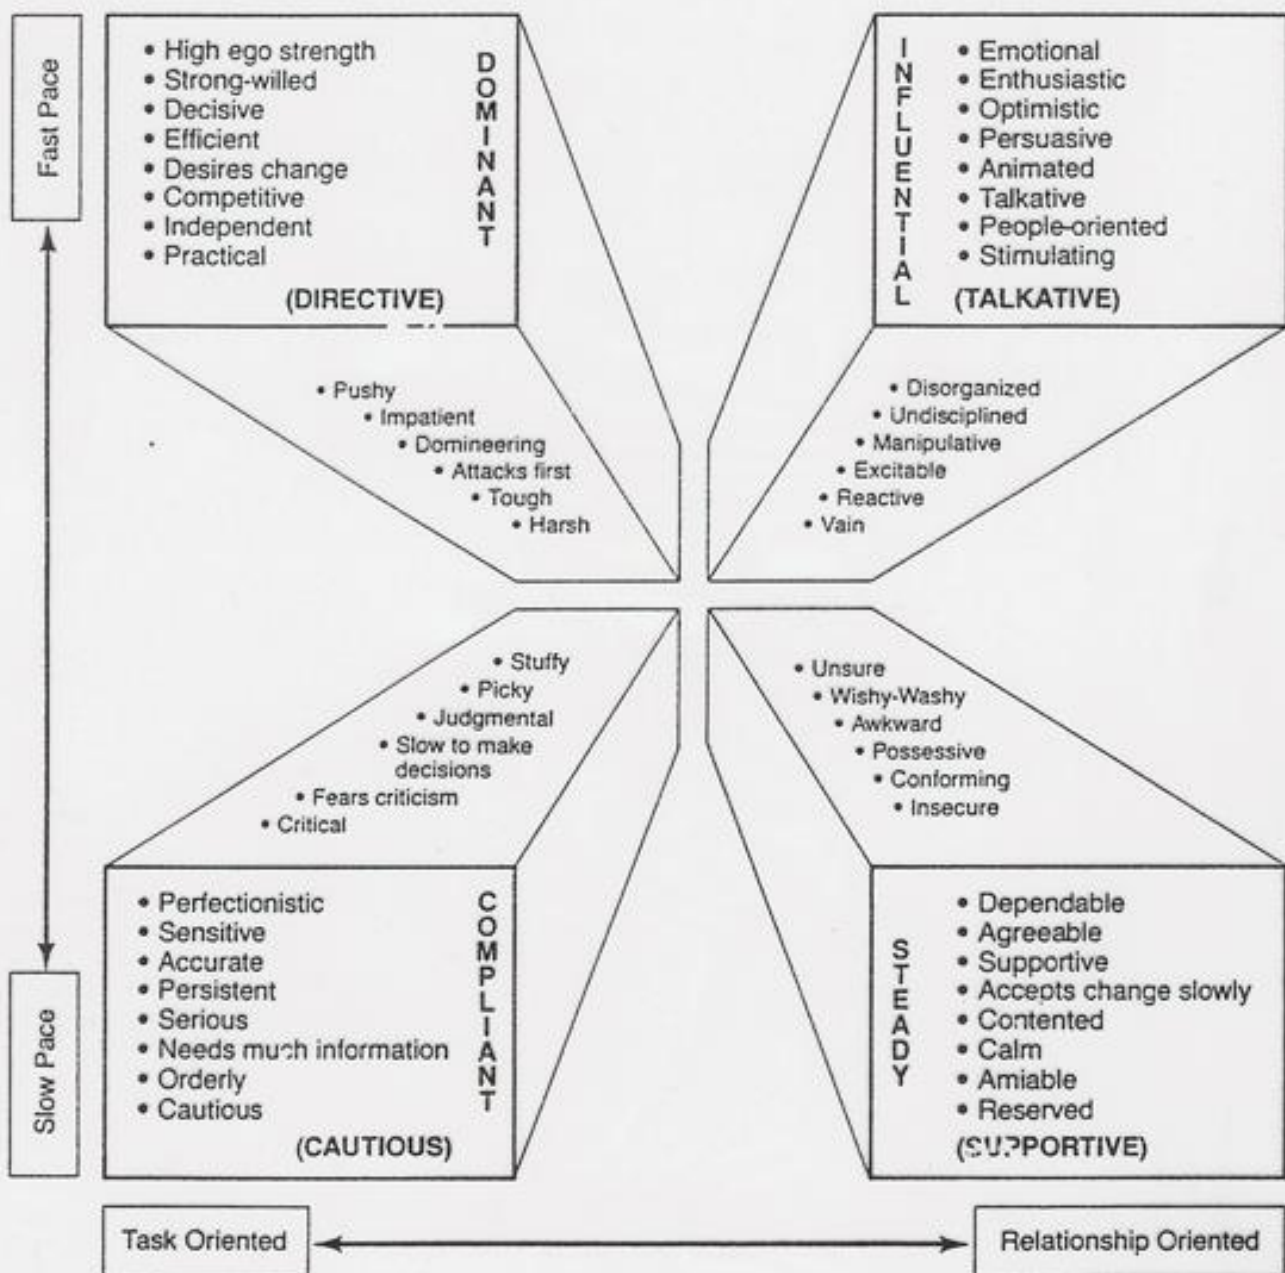 Fast Pace
• High ego strength
• Strong-willed
• Decisive
• Efficient
• Desires change
• Competitive
• Independent
• Practical
DOMINANT
(DIRECTIVE)
INFLUENTIAL
• Emotional
• Enthusiastic
• Optimistic
• Persuasive
• Animated
• Talkative
• People-oriented
• Stimulating
(TALKATIVE)
• Pushy
• Impatient
• Domineering
• Attacks first
• Tough
• Harsh
• Disorganized
• Undisciplined
• Manipulative
• Excitable
• Reactive
• Vain
• Stuffy
• Picky
• Judgmental
• Slow to make
decisions
• Fears criticism
• Critical
• Unsure
• Wishy-Washy
• Awkward
• Possessive
• Conforming
• Insecure
Slow Pace
• Perfectionistic
• Sensitive
• Accurate
• Persistent
• Serious
• Needs much information
• Orderly
• Cautious
COMPLIANT
(CAUTIOUS)
STEADY
• Dependable
• Agreeable
• Supportive
• Accepts change slowly
• Contented
• Calm
• Amiable
• Reserved
(SUPPORTIVE)
Task Oriented
Relationship Oriented